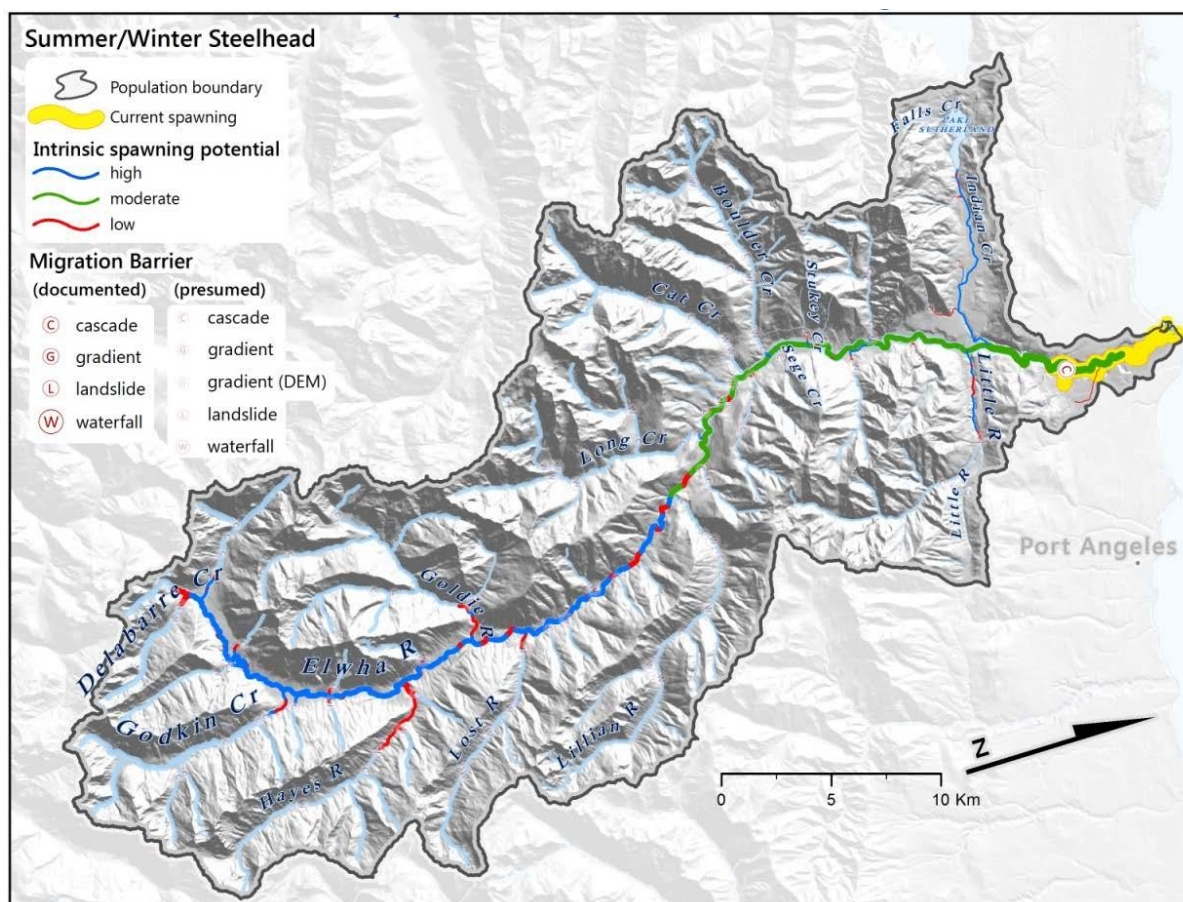 Summer/Winter Steelhead
Population boundary
Current spawning
Intrinsic spawning potential
high
moderate
low
Migration Barrier
(documented) (presumed)
C cascade C cascade
G gradient G gradient
gradient (DEM)
L landslide L landslide
W waterfall W waterfall
Falls Cr
LAKE
SUTHERLAND
Indian Cr
Boulder Cr
Stukey Cr
Cat Cr
Sege Cr
Little R
Long Cr
Little R
Port Angeles
Goldie R
Delabarre Cr
Elwha R
Godkin Cr
Lost R
Lillian R
Hayes R
C
N
0 5 10 Km